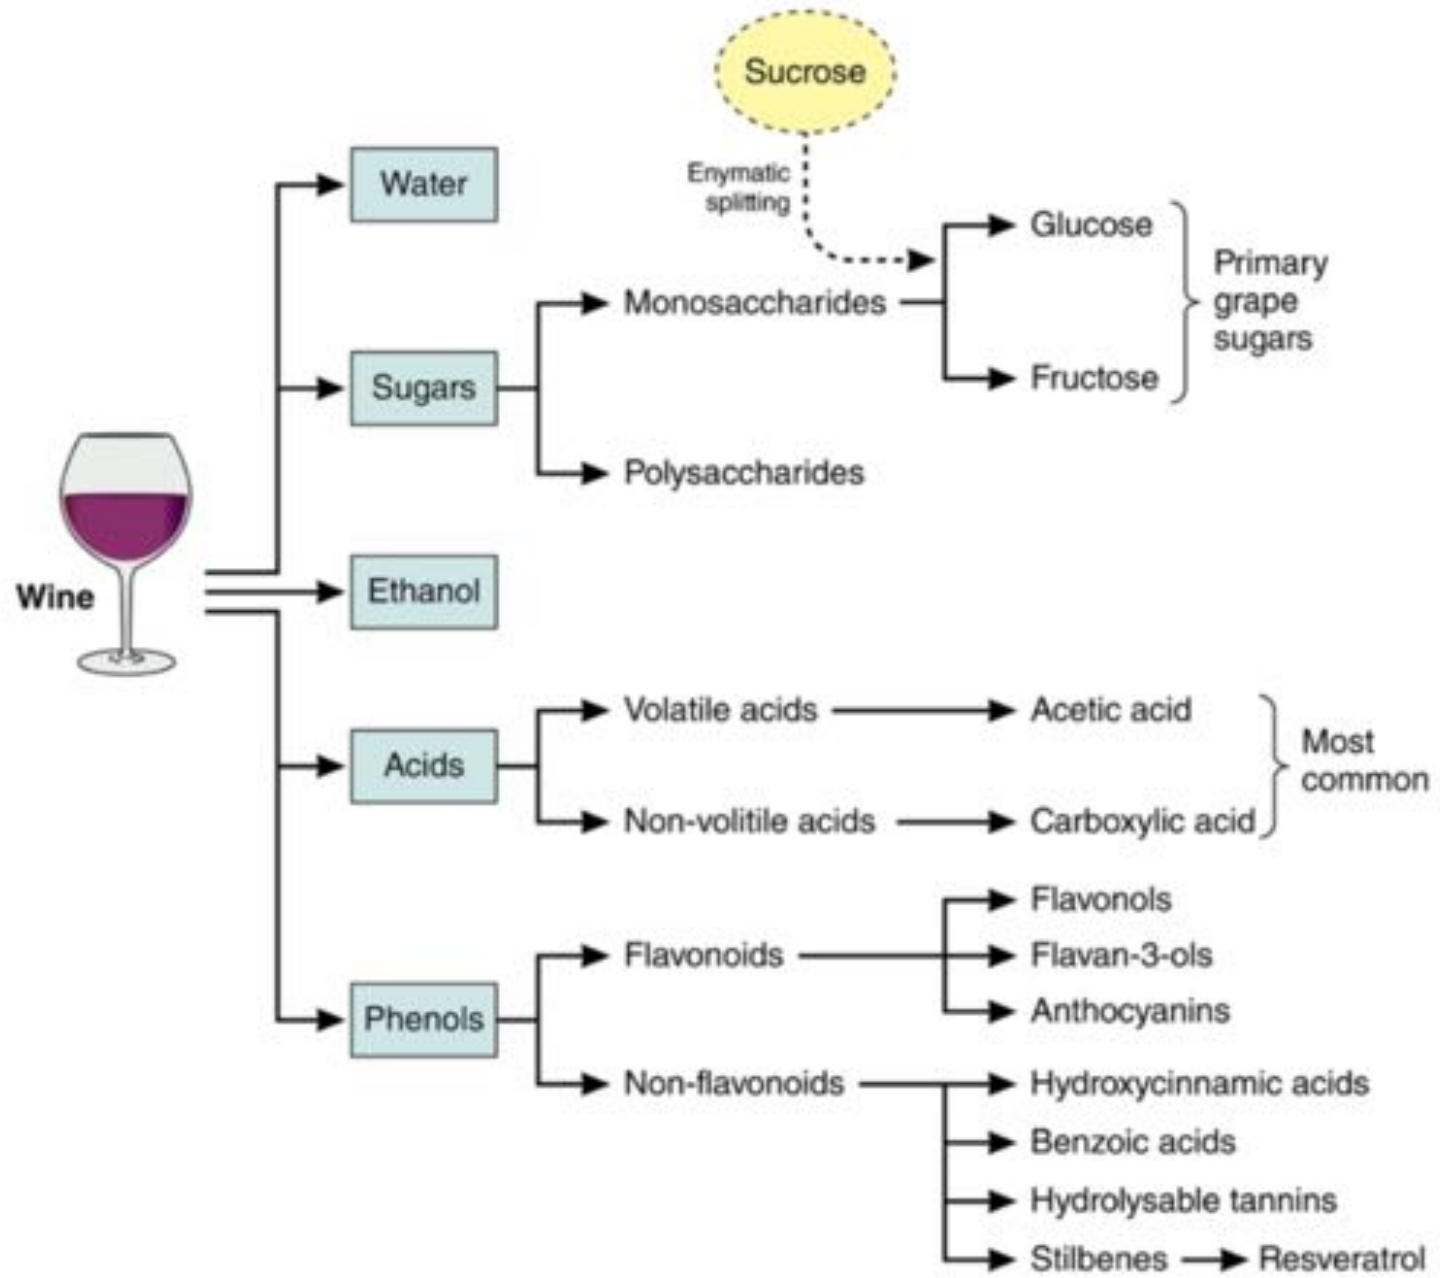 Sucrose
Enymatic
splitting
Water
Glucose
Primary
grape
sugars
Monosaccharides
Fructose
Sugars
Polysaccharides
Wine
Ethanol
Volatile acids
Acetic acid
Most
common
Acids
Non-volitile acids
Carboxylic acid
Flavonols
Flavonoids
Flavan-3-ols
Anthocyanins
Phenols
Non-flavonoids
Hydroxycinnamic acids
Benzoic acids
Hydrolysable tannins
Stilbenes
Resveratrol